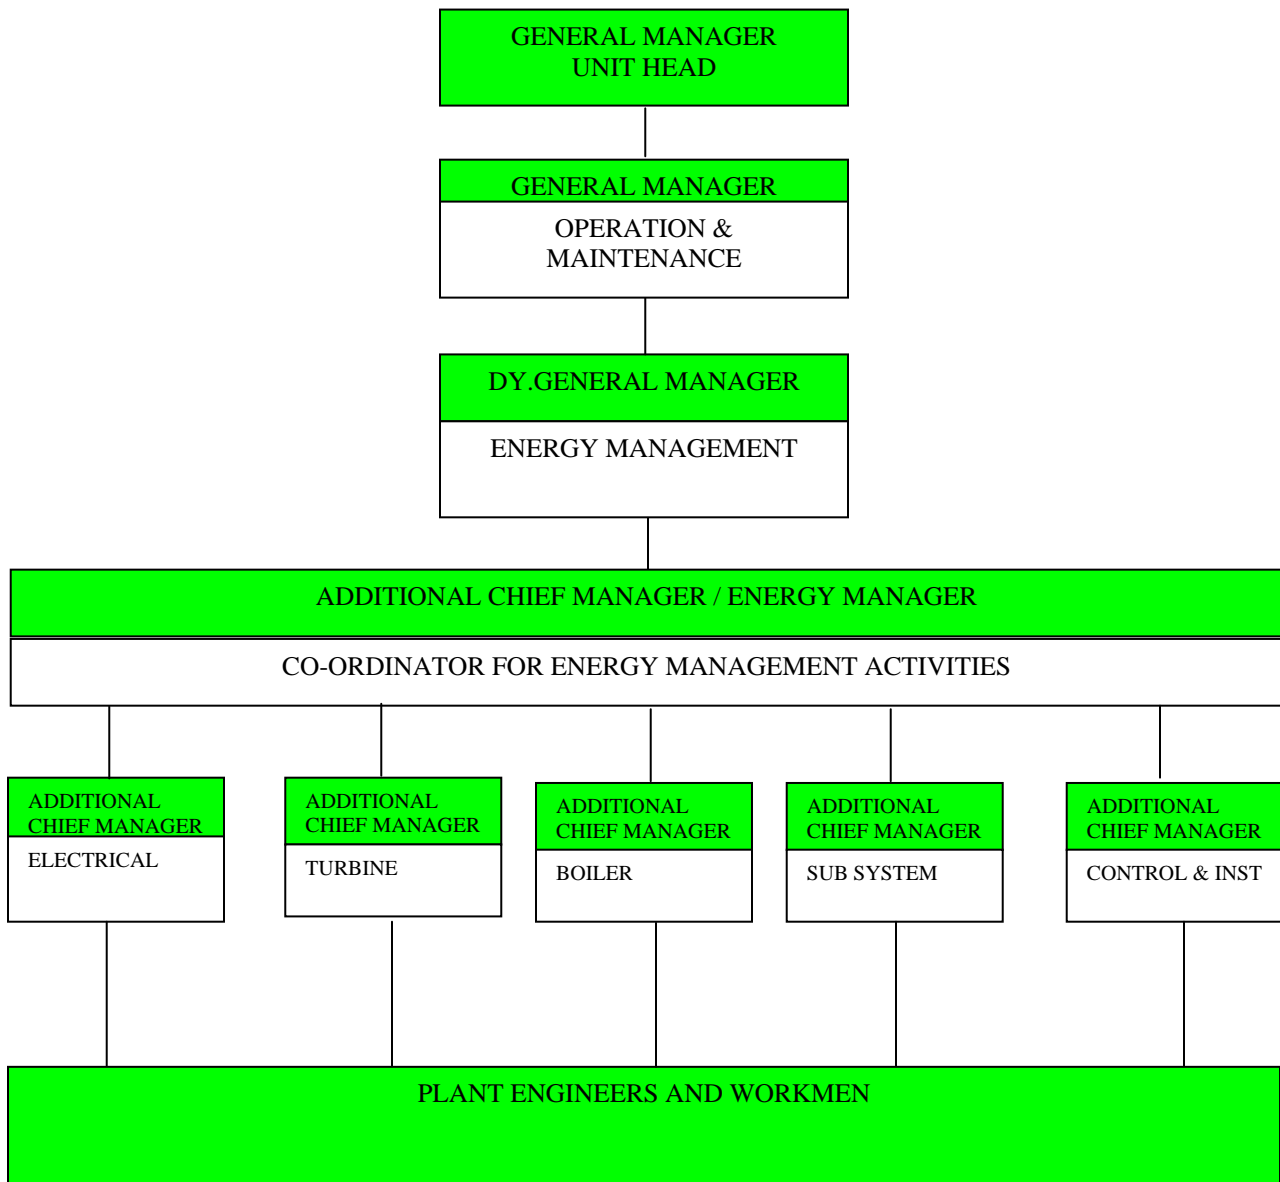 GENERAL MANAGER
UNIT HEAD
GENERAL MANAGER
OPERATION &
MAINTENANCE
DY.GENERAL MANAGER
ENERGY MANAGEMENT
ADDITIONAL CHIEF MANAGER / ENERGY MANAGER
CO-ORDINATOR FOR ENERGY MANAGEMENT ACTIVITIES
ADDITIONAL
CHIEF MANAGER
ELECTRICAL
ADDITIONAL
CHIEF MANAGER
TURBINE
ADDITIONAL
CHIEF MANAGER
BOILER
ADDITIONAL
CHIEF MANAGER
SUB SYSTEM
ADDITIONAL
CHIEF MANAGER
CONTROL & INST
PLANT ENGINEERS AND WORKMEN